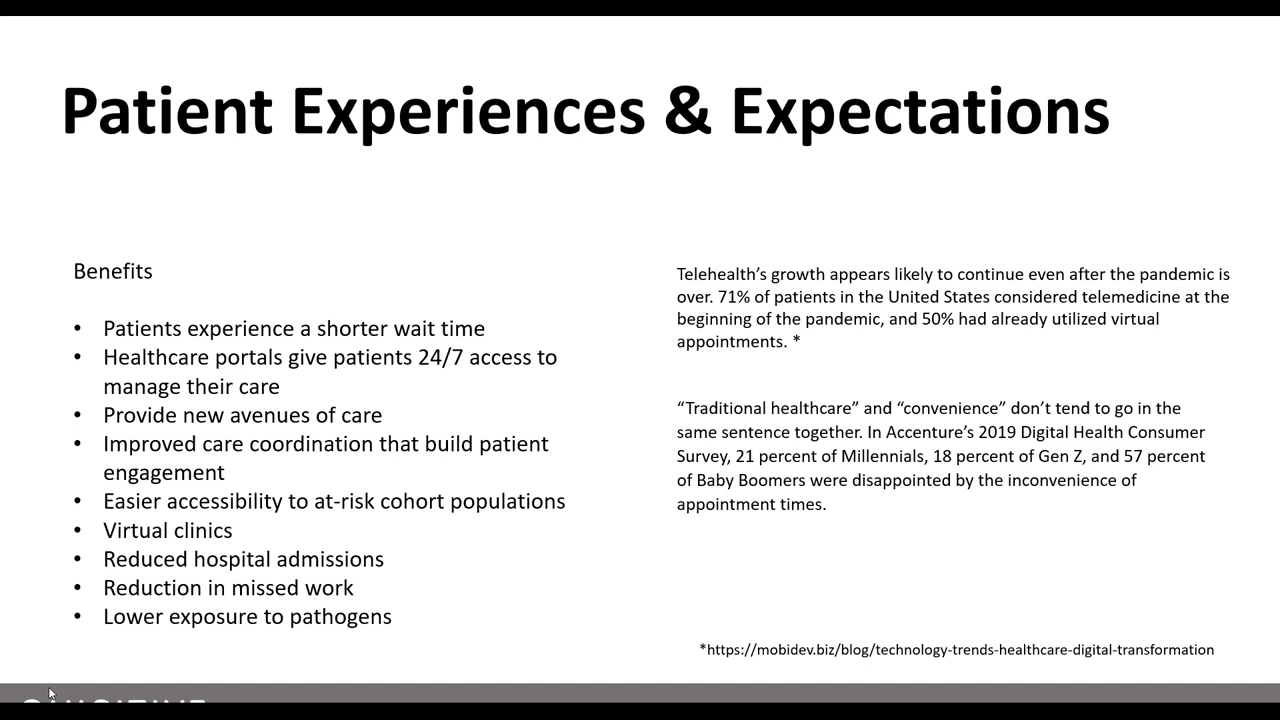 Patient Experiences & Expectations
Benefits
• Patients experience a shorter wait time
• Healthcare portals give patients 24/7 access to
manage their care
• Provide new avenues of care
• Improved care coordination that build patient
engagement
• Easier accessibility to at-risk cohort populations
• Virtual clinics
• Reduced hospital admissions
• Reduction in missed work
• Lower exposure to pathogens
Telehealth’s growth appears likely to continue even after the pandemic is
over. 71% of patients in the United States considered telemedicine at the
beginning of the pandemic, and 50% had already utilized virtual
appointments. *
“Traditional healthcare” and “convenience” don’t tend to go in the
same sentence together. In Accenture’s 2019 Digital Health Consumer
Survey, 21 percent of Millennials, 18 percent of Gen Z, and 57 percent
of Baby Boomers were disappointed by the inconvenience of
appointment times.
*https://mobidev.biz/blog/technology-trends-healthcare-digital-transformation